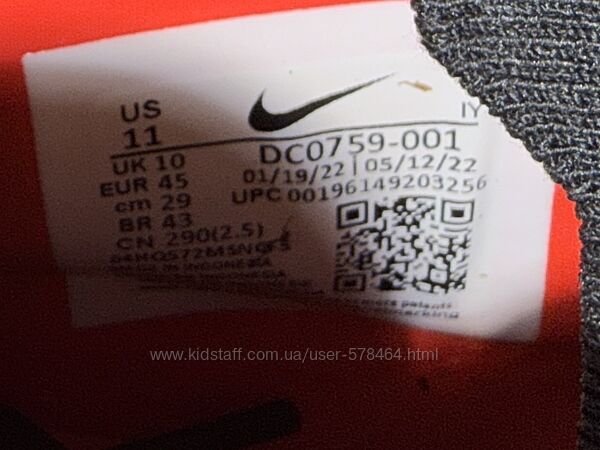 US
11
UK 10
EUR 45
cm 29
BR 43
CN 290(2.5)
IY
DC0759-001
01/19/22 | 05/12/22
UPC 00196149203256
www.kidstaff.com.ua/user-578464.html